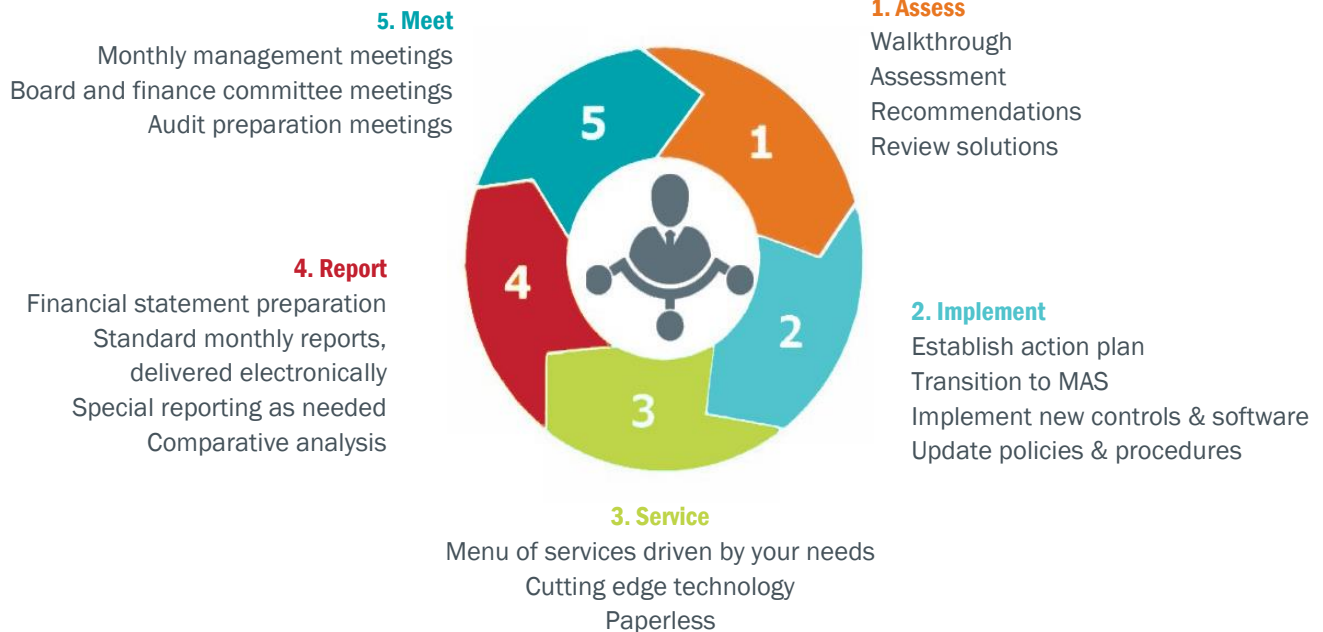 1. Assess
Walkthrough
Assessment
Recommendations
Review solutions
2. Implement
Establish action plan
Transition to MAS
Implement new controls & software
Update policies & procedures
3. Service
Menu of services driven by your needs
Cutting edge technology
Paperless
4. Report
Financial statement preparation
Standard monthly reports,
delivered electronically
Special reporting as needed
Comparative analysis
5. Meet
Monthly management meetings
Board and finance committee meetings
Audit preparation meetings
1
2
3
4
5